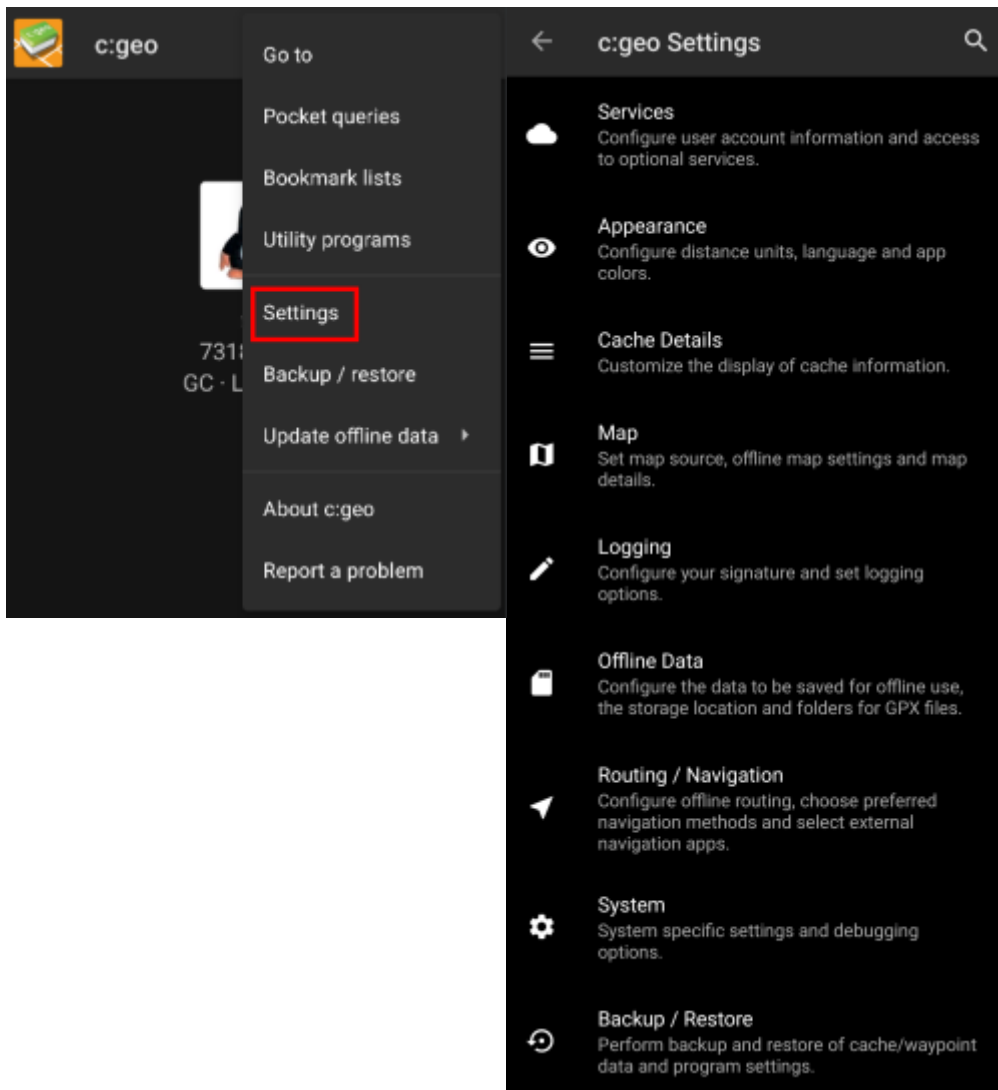 c:geo
Go to
Pocket queries
Bookmark lists
Utility programs
Settings
7318
GC · L
Backup / restore
Update offline data
About c:geo
Report a problem
c:geo Settings
Services
Configure user account information and access
to optional services.
Appearance
Configure distance units, language and app
colors.
Cache Details
Customize the display of cache information.
Map
Set map source, offline map settings and map
details.
Logging
Configure your signature and set logging
options.
Offline Data
Configure the data to be saved for offline use,
the storage location and folders for GPX files.
Routing / Navigation
Configure offline routing, choose preferred
navigation methods and select external
navigation apps.
System
System specific settings and debugging
options.
Backup / Restore
Perform backup and restore of cache/waypoint
data and program settings.